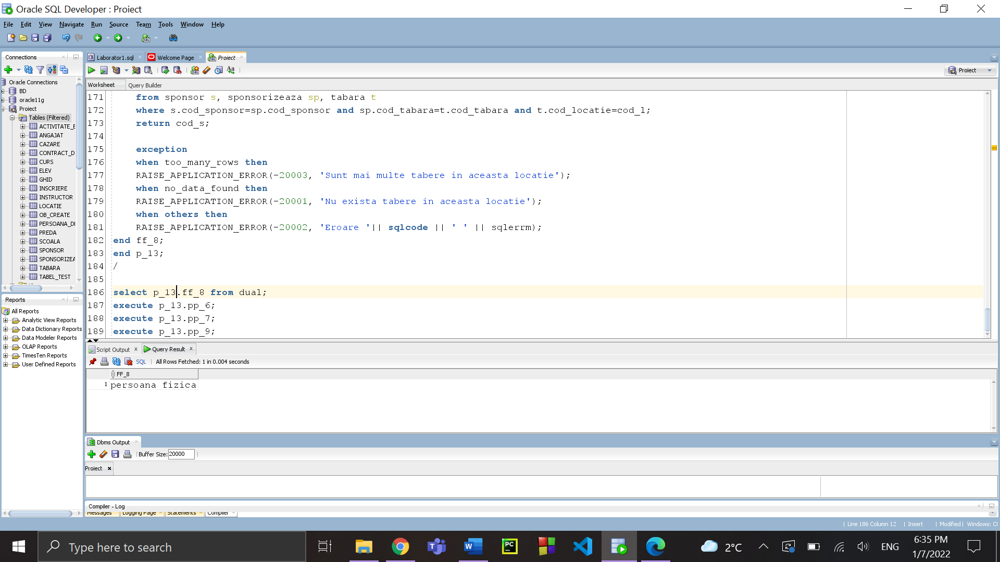 Oracle SQL Developer : Proiect
File Edit View Navigate Run Source Team Tools Window Help
Connections
Oracle Connections
BD
oracle11g
Proiect
Tables (Filtered)
ACTIVITATE_E
ANGAJAT
CAZARE
CONTRACT_D
CURS
ELEV
GHID
INSCRIERE
INSTRUCTOR
LOCATIE
OB_CREATE
PERSOANA_DI
PREDA
SCOALA
SPONSOR
SPONSORIZEA
TABARA
TABEL_TEST
Reports
All Reports
Analytic View Reports
Data Dictionary Reports
Data Modeler Reports
OLAP Reports
TimesTen Reports
User Defined Reports
Laborator1.sql Welcome Page Proiect
Proiect
Worksheet Query Builder
171 from sponsor s, sponsorizeaza sp, tabara t
172 where s.cod_sponsor=sp.cod_sponsor and sp.cod_tabara=t.cod_tabara and t.cod_locatie=cod_l;
173 return cod_s;
174
175 exception
176 when too_many_rows then
177 RAISE_APPLICATION_ERROR(-20003, 'Sunt mai multe tabere in aceasta locatie');
178 when no_data_found then
179 RAISE_APPLICATION_ERROR(-20001, 'Nu exista tabere in aceasta locatie');
180 when others then
181 RAISE_APPLICATION_ERROR(-20002, 'Eroare '|| sqlcode || ' ' || sqlerrm);
182 end ff_8;
183 end p_13;
184 /
185
186 select p_13.ff_8 from dual;
187 execute p_13.pp_6;
188 execute p_13.pp_7;
189 execute p_13.pp_9;
Script Output Query Result
SQL All Rows Fetched: 1 in 0.004 seconds
FF_8
1 persoana fizica
Dbms Output
Buffer Size: 20000
Proiect
Compiler - Log
Messages Logging Page Statements Compiler
Line 186 Column 12 Insert Modified Windows: Cl
Type here to search
PC
2°C
ENG
6:35 PM
1/7/2022